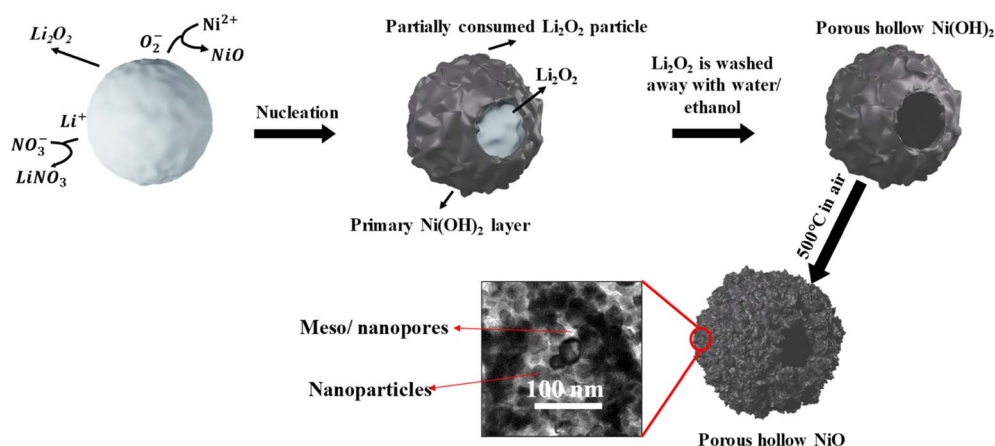 Li₂O₂
O₂⁻
Ni²⁺
NiO
Li⁺
NO₃⁻
LiNO₃
Nucleation
Partially consumed Li₂O₂ particle
Li₂O₂
Primary Ni(OH)₂ layer
Li₂O₂ is washed
away with water/
ethanol
Porous hollow Ni(OH)₂
500°C in air
Meso/ nanopores
Nanoparticles
100 nm
Porous hollow NiO